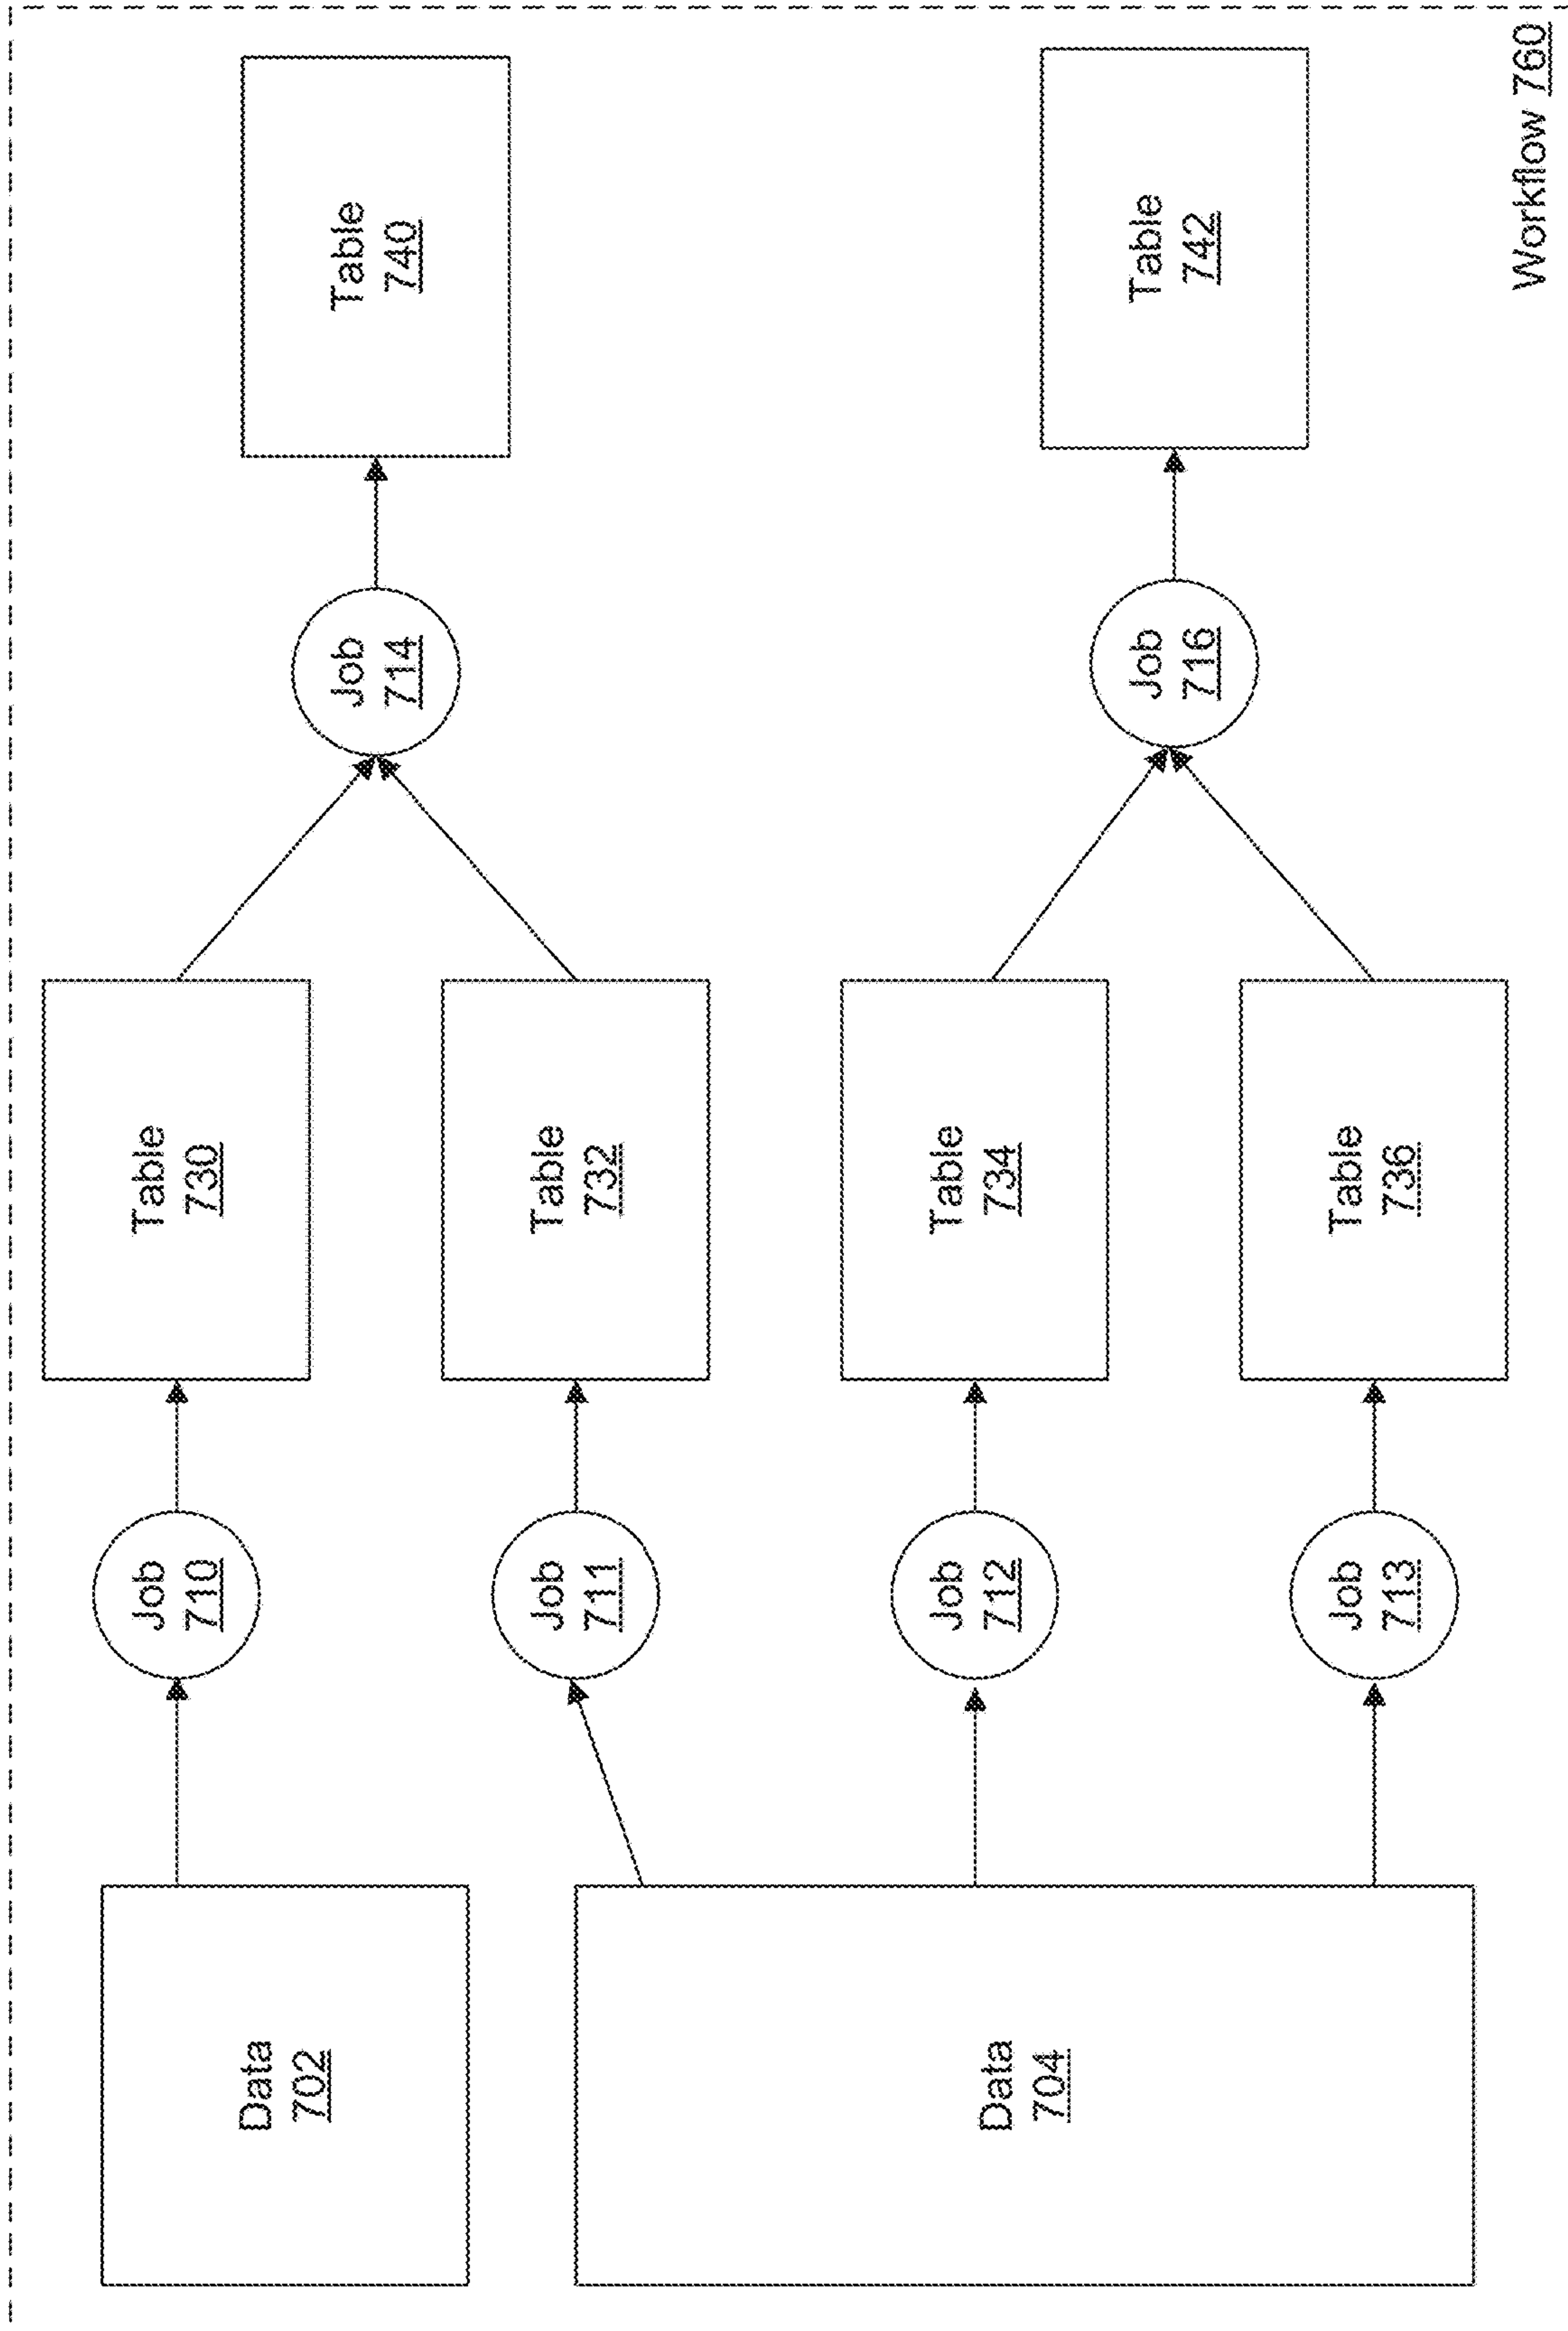 Data
702
Job
710
Table
730
Job
714
Table
740
Job
711
Table
732
Data
704
Job
712
Table
734
Job
716
Table
742
Job
713
Table
736
Workflow 760